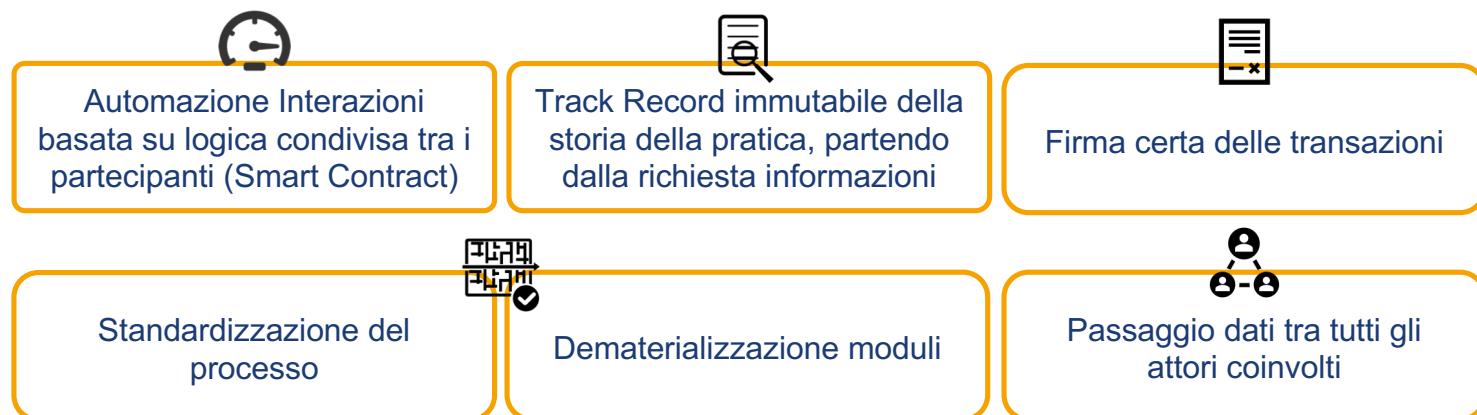 Automazione Interazioni
basata su logica condivisa tra i
partecipanti (Smart Contract)
Track Record immutabile della
storia della pratica, partendo
dalla richiesta informazioni
Firma certa delle transazioni
Standardizzazione del
processo
Dematerializzazione moduli
Passaggio dati tra tutti gli
attori coinvolti